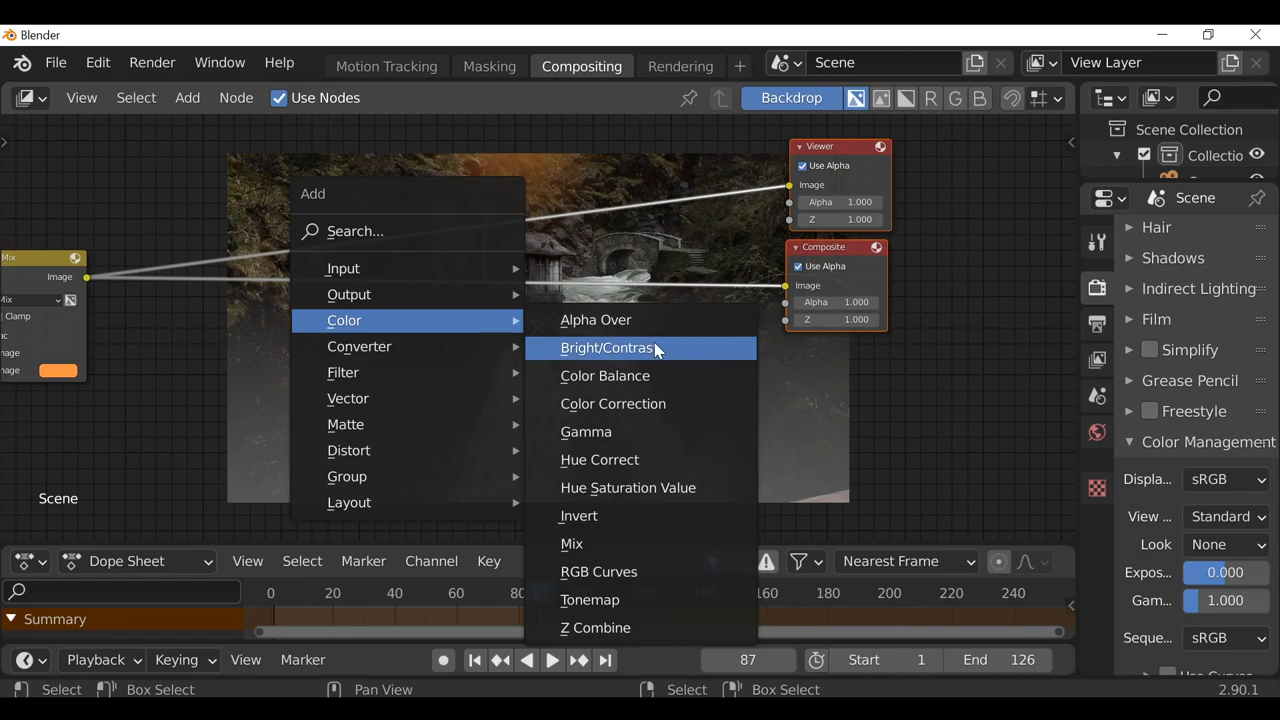 Blender
File Edit Render Window Help Motion Tracking Masking Compositing Rendering + Scene View Layer
View Select Add Node Use Nodes Backdrop R G B
Scene Collection
Collectio
Viewer
Use Alpha
Image
Alpha 1.000
Z 1.000
Composite
Use Alpha
Image
Alpha 1.000
Z 1.000
Mix
Image
Mix
Clamp
ac
mage
mage
Scene
Add
Search...
Input
Output
Color
Converter
Filter
Vector
Matte
Distort
Group
Layout
Alpha Over
Bright/Contras
Color Balance
Color Correction
Gamma
Hue Correct
Hue Saturation Value
Invert
Mix
RGB Curves
Tonemap
Z Combine
Scene
Hair
Shadows
Indirect Lighting
Film
Simplify
Grease Pencil
Freestyle
Color Management
Displa... sRGB
View ... Standard
Look None
Expos... 0.000
Gam... 1.000
Seque... sRGB
Dope Sheet View Select Marker Channel Key Nearest Frame
0 20 40 60 80 87 160 180 200 220 240
Summary
Playback Keying View Marker 87 Start 1 End 126
Select Box Select Pan View Select Box Select 2.90.1